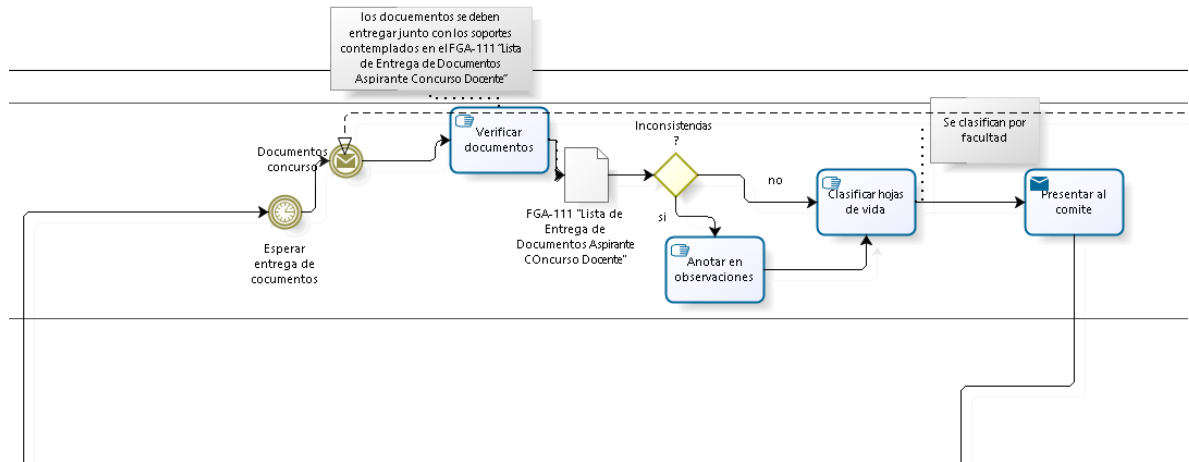 los docuementos se deben
entregar junto con los soportes
contemplados en el FGA-111 "Lista
de Entrega de Documentos
Aspirante Concurso Docente"
Documentos
concurso
Verificar
documentos
Inconsistencias
?
Se clasifican por
facultad
no
si
Clasificar hojas
de vida
Presentar al
comite
FGA-111 "Lista de
Entrega de
Documentos Aspirante
COncurso Docente"
Anotar en
observaciones
Esperar
entrega de
cocumentos